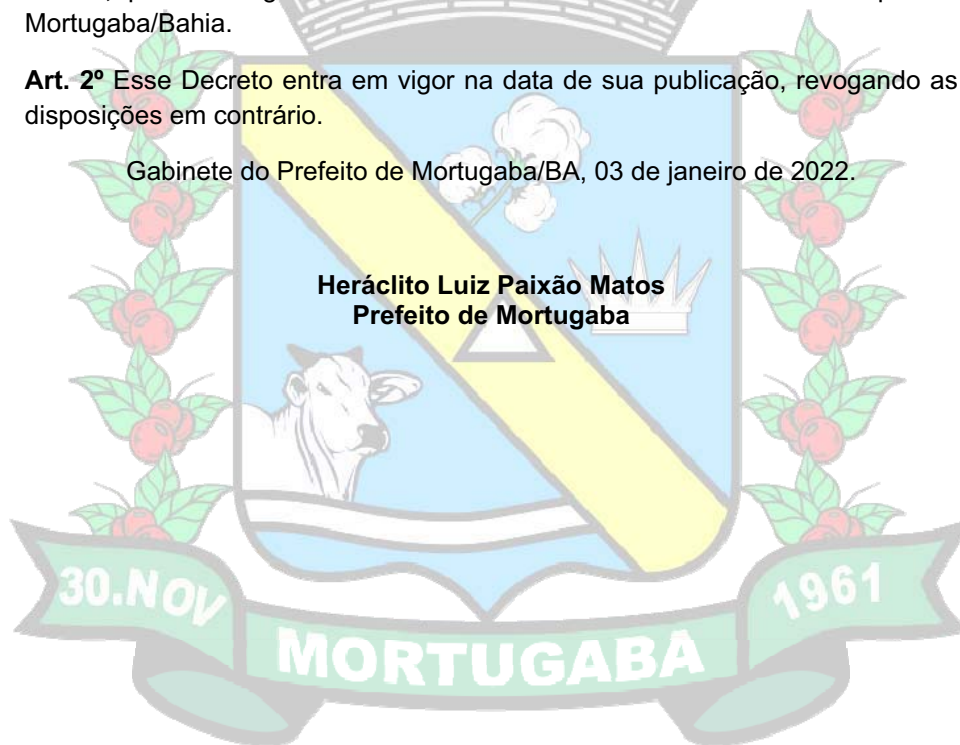 Mortugaba/Bahia.
Art. 2º Esse Decreto entra em vigor na data de sua publicação, revogando as
disposições em contrário.
Gabinete do Prefeito de Mortugaba/BA, 03 de janeiro de 2022.
Heráclito Luiz Paixão Matos
Prefeito de Mortugaba
30.NOV
1961
MORTUGABA